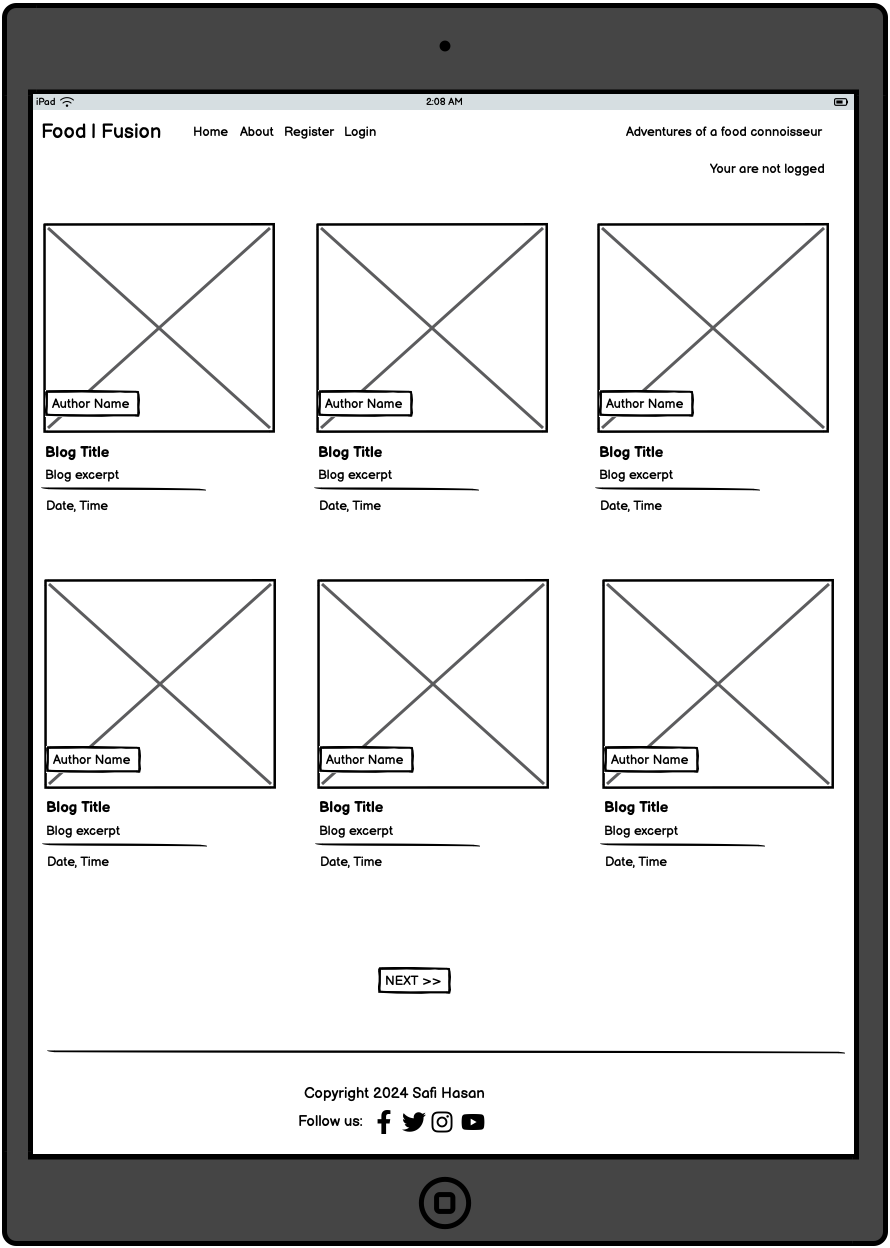 iPad 2:08 AM
Food | Fusion Home About Register Login Adventures of a food connoisseur
Your are not logged
Author Name Author Name Author Name
Blog Title Blog Title Blog Title
Blog excerpt Blog excerpt Blog excerpt
Date, Time Date, Time Date, Time
Author Name Author Name Author Name
Blog Title Blog Title Blog Title
Blog excerpt Blog excerpt Blog excerpt
Date, Time Date, Time Date, Time
NEXT >>
Copyright 2024 Safi Hasan
Follow us: